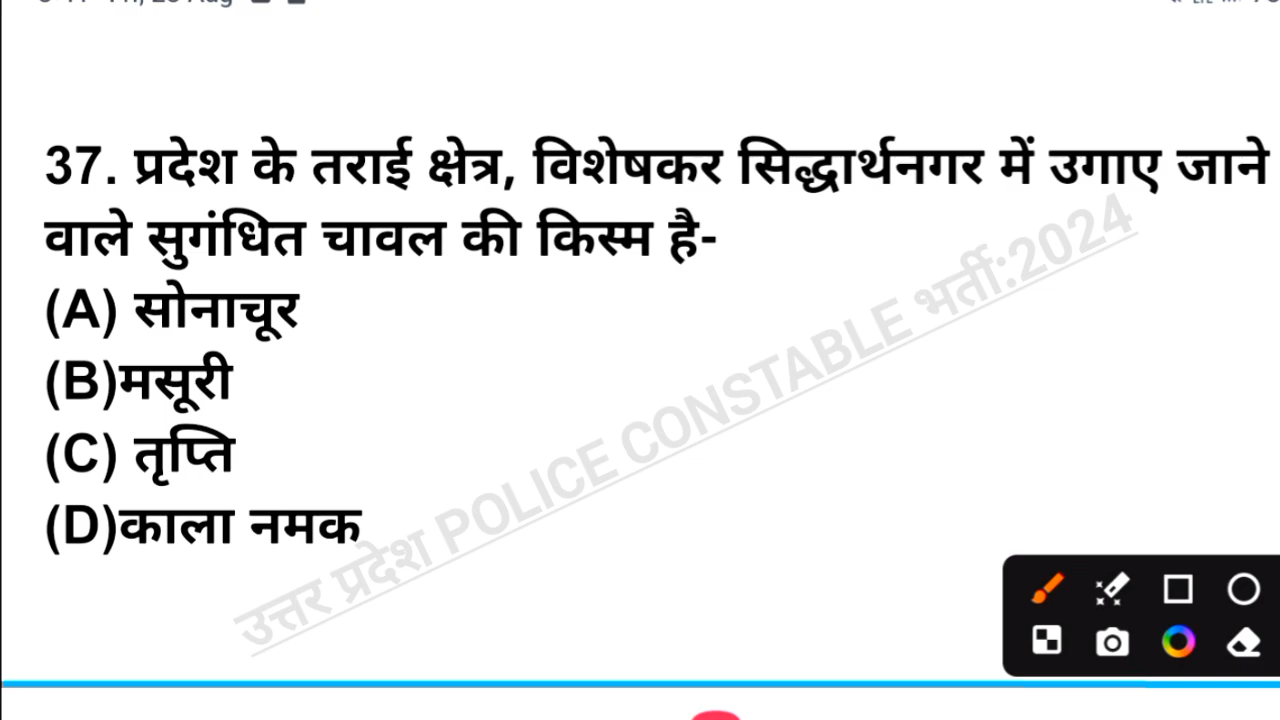 37. प्रदेश के तराई क्षेत्र, विशेषकर सिद्धार्थनगर में उगाए जाने
वाले सुगंधित चावल की किस्म है-
(A) सोनाचूर
(B)मसूरी
(C) तृप्ति
(D)काला नमक
उत्तर प्रदेश POLICE CONSTABLE भर्ती:2024